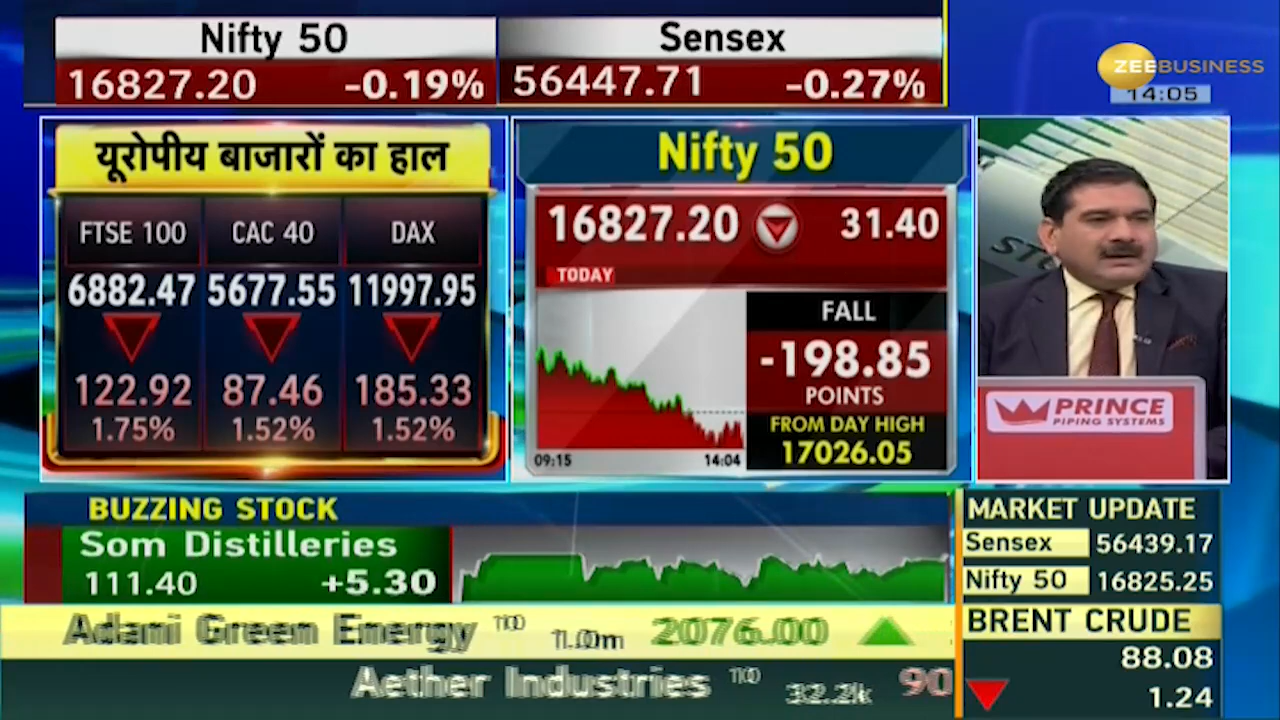 Nifty 50
16827.20 -0.19%
Sensex
56447.71 -0.27%
ZEEBUSINESS
14:05
यूरोपीय बाजारों का हाल
FTSE 100 CAC 40 DAX
6882.47 5677.55 11997.95
122.92 87.46 185.33
1.75% 1.52% 1.52%
Nifty 50
16827.20 31.40
TODAY
FALL
-198.85
POINTS
FROM DAY HIGH
17026.05
09:15 14:04
PRINCE
PIPING SYSTEMS
BUZZING STOCK
Som Distilleries
111.40 +5.30
MARKET UPDATE
Sensex 56439.17
Nifty 50 16825.25
BRENT CRUDE
88.08
1.24
Adani Green Energy 2076.00
Aether Industries 32.2k 90